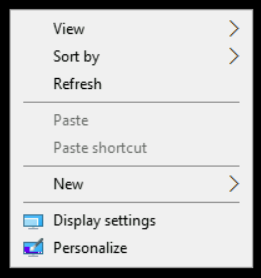 View
Sort by
Refresh
Paste
Paste shortcut
New
Display settings
Personalize